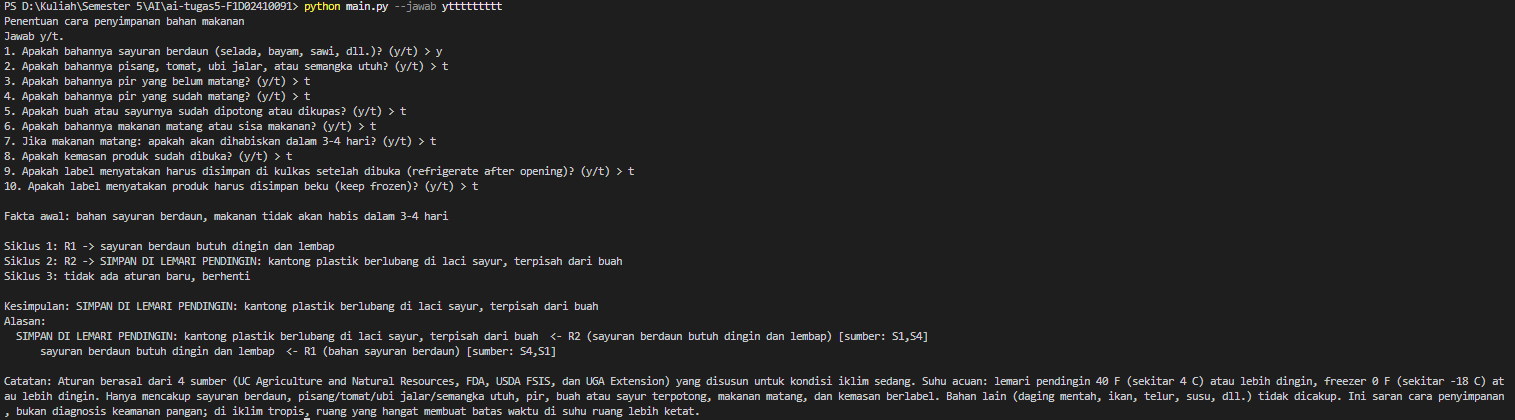 PS D:\Kuliah\Semester 5\AI\ai-tugas5-F1D02410091> python main.py --jawab yttttttttt
Penentuan cara penyimpanan bahan makanan
Jawab y/t.
1. Apakah bahannya sayuran berdaun (selada, bayam, sawi, dll.)? (y/t) > y
2. Apakah bahannya pisang, tomat, ubi jalar, atau semangka utuh? (y/t) > t
3. Apakah bahannya pir yang belum matang? (y/t) > t
4. Apakah bahannya pir yang sudah matang? (y/t) > t
5. Apakah buah atau sayurnya sudah dipotong atau dikupas? (y/t) > t
6. Apakah bahannya makanan matang atau sisa makanan? (y/t) > t
7. Jika makanan matang: apakah akan dihabiskan dalam 3-4 hari? (y/t) > t
8. Apakah kemasan produk sudah dibuka? (y/t) > t
9. Apakah label menyatakan harus disimpan di kulkas setelah dibuka (refrigerate after opening)? (y/t) > t
10. Apakah label menyatakan produk harus disimpan beku (keep frozen)? (y/t) > t
Fakta awal: bahan sayuran berdaun, makanan tidak akan habis dalam 3-4 hari
Siklus 1: R1 -> sayuran berdaun butuh dingin dan lembap
Siklus 2: R2 -> SIMPAN DI LEMARI PENDINGIN: kantong plastik berlubang di laci sayur, terpisah dari buah
Siklus 3: tidak ada aturan baru, berhenti
Kesimpulan: SIMPAN DI LEMARI PENDINGIN: kantong plastik berlubang di laci sayur, terpisah dari buah
Alasan:
SIMPAN DI LEMARI PENDINGIN: kantong plastik berlubang di laci sayur, terpisah dari buah <- R2 (sayuran berdaun butuh dingin dan lembap) [sumber: S1,S4]
sayuran berdaun butuh dingin dan lembap <- R1 (bahan sayuran berdaun) [sumber: S4,S1]
Catatan: Aturan berasal dari 4 sumber (UC Agriculture and Natural Resources, FDA, USDA FSIS, dan UGA Extension) yang disusun untuk kondisi iklim sedang. Suhu acuan: lemari pendingin 40 F (sekitar 4 C) atau lebih dingin, freezer 0 F (sekitar -18 C) at
au lebih dingin. Hanya mencakup sayuran berdaun, pisang/tomat/ubi jalar/semangka utuh, pir, buah atau sayur terpotong, makanan matang, dan kemasan berlabel. Bahan lain (daging mentah, ikan, telur, susu, dll.) tidak dicakup. Ini saran cara penyimpanan
, bukan diagnosis keamanan pangan; di iklim tropis, ruang yang hangat membuat batas waktu di suhu ruang lebih ketat.